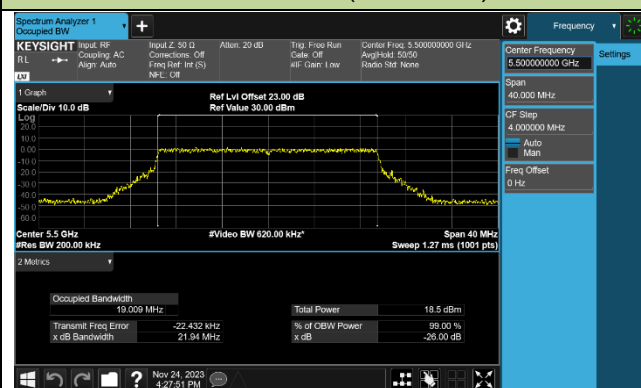 Spectrum Analyzer 1
Occupied BW
Frequency
KEYSIGHT
Input: RF
Input Z: 50 Ω
Atten: 20 dB
Trig: Free Run
Center Freq: 5.500000000 GHz
RL
Coupling: AC
Corrections: Off
Gate: Off
Avg|Hold: 50/50
Align: Auto
Freq Ref: Int (S)
#IF Gain: Low
Radio Std: None
NFE: Off
LXI
Center Frequency
5.500000000 GHz
Settings
Span
40.000 MHz
CF Step
4.000000 MHz
Auto
Man
Freq Offset
0 Hz
1 Graph
Scale/Div 10.0 dB
Ref Lvl Offset 23.00 dB
Ref Value 30.00 dBm
Log
20.0
10.0
0.00
-10.0
-20.0
-30.0
-40.0
-50.0
-60.0
Center 5.5 GHz
#Video BW 620.00 kHz*
Span 40 MHz
#Res BW 200.00 kHz
Sweep 1.27 ms (1001 pts)
2 Metrics
Occupied Bandwidth
19.009 MHz
Total Power
18.5 dBm
Transmit Freq Error
-22.432 kHz
% of OBW Power
99.00 %
x dB Bandwidth
21.94 MHz
x dB
-26.00 dB
Nov 24, 2023
4:27:51 PM